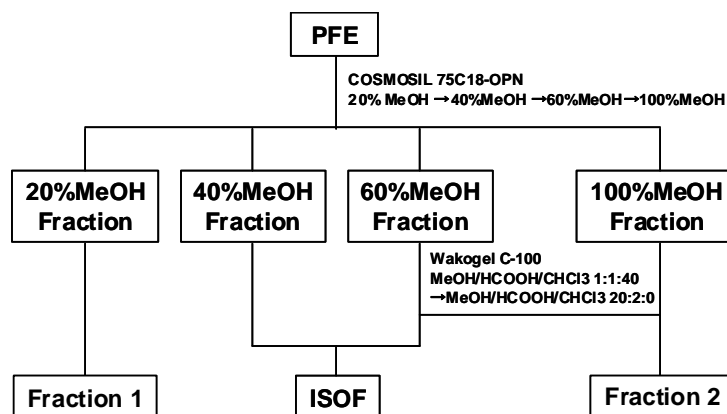 PFE
COSMOSIL 75C18-OPN
20% MeOH →40%MeOH →60%MeOH→100%MeOH
20%MeOH
Fraction
40%MeOH
Fraction
60%MeOH
Fraction
100%MeOH
Fraction
Wakogel C-100
MeOH/HCOOH/CHCl3 1:1:40
→MeOH/HCOOH/CHCl3 20:2:0
Fraction 1
ISOF
Fraction 2